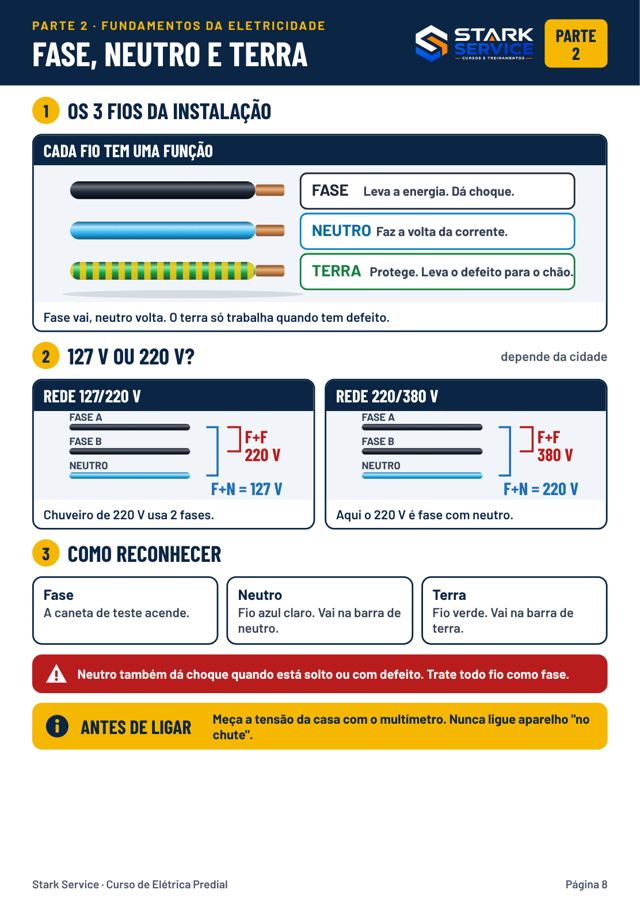 PARTE 2 · FUNDAMENTOS DA ELETRICIDADE
FASE, NEUTRO E TERRA
STARK
SERVICE
CURSOS E TREINAMENTOS
PARTE
2
1 OS 3 FIOS DA INSTALAÇÃO
CADA FIO TEM UMA FUNÇÃO
FASE Leva a energia. Dá choque.
NEUTRO Faz a volta da corrente.
TERRA Protege. Leva o defeito para o chão.
Fase vai, neutro volta. O terra só trabalha quando tem defeito.
2 127 V OU 220 V?
depende da cidade
REDE 127/220 V
FASE A
FASE B
NEUTRO
F+F
220 V
F+N = 127 V
Chuveiro de 220 V usa 2 fases.
REDE 220/380 V
FASE A
FASE B
NEUTRO
F+F
380 V
F+N = 220 V
Aqui o 220 V é fase com neutro.
3 COMO RECONHECER
Fase
A caneta de teste acende.
Neutro
Fio azul claro. Vai na barra de
neutro.
Terra
Fio verde. Vai na barra de
terra.
Neutro também dá choque quando está solto ou com defeito. Trate todo fio como fase.
ANTES DE LIGAR
Meça a tensão da casa com o multímetro. Nunca ligue aparelho "no
chute".
Stark Service · Curso de Elétrica Predial
Página 8